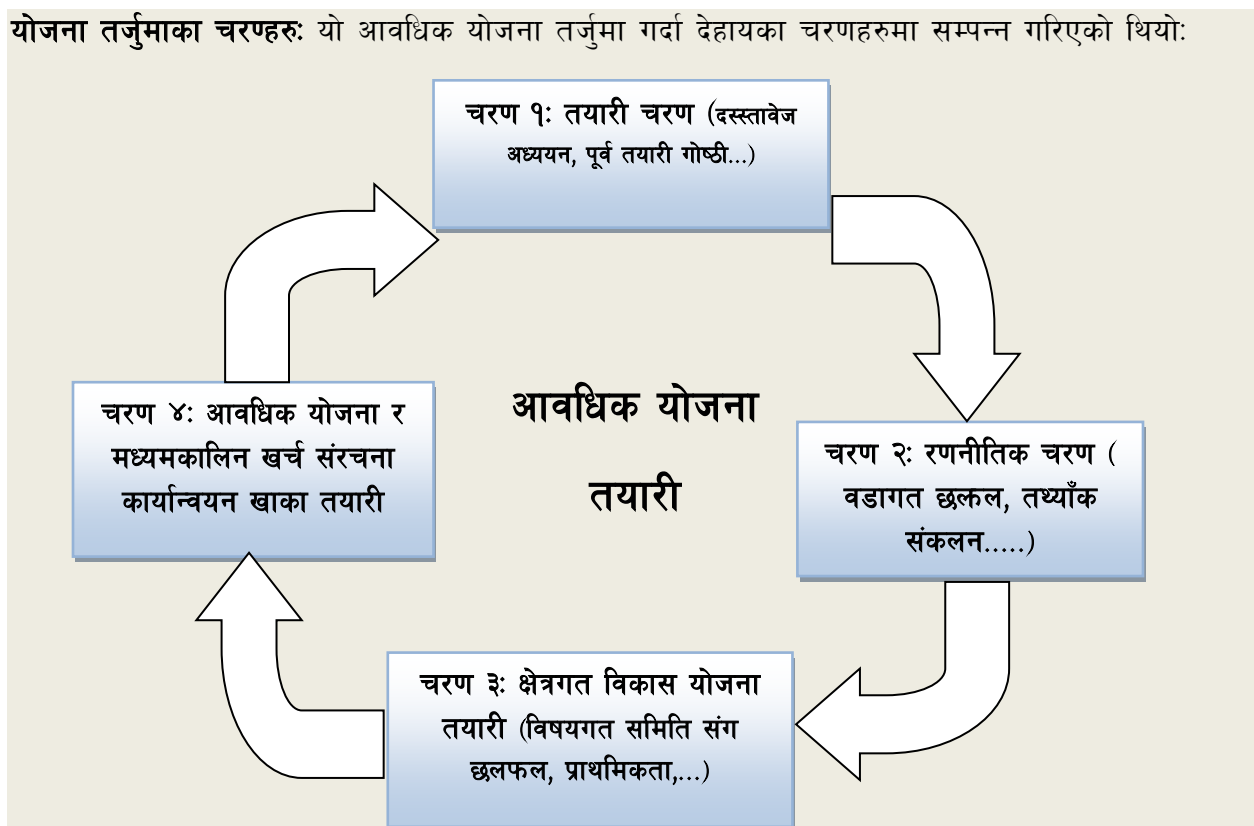 योजना तर्जुमाका चरण्हरुः यो आवधिक योजना तर्जुमा गर्दा देहायका चरणहरुमा सम्पन्न गरिएको थियोः
चरण १ः तयारी चरण (दस्स्तावेज
अध्ययन, पूर्व तयारी गोष्ठी...)
चरण २ः रणनीतिक चरण (
वडागत छलफल, तथ्याँक
संकलन.....)
चरण ३ः क्षेत्रगत विकास योजना
तयारी (विषयगत समिति संग
छलफल, प्राथमिकता,...)
चरण ४ः आवधिक योजना र
मध्यमकालिन खर्च संरचना
कार्यान्वयन खाका तयारी
आवधिक योजना
तयारी